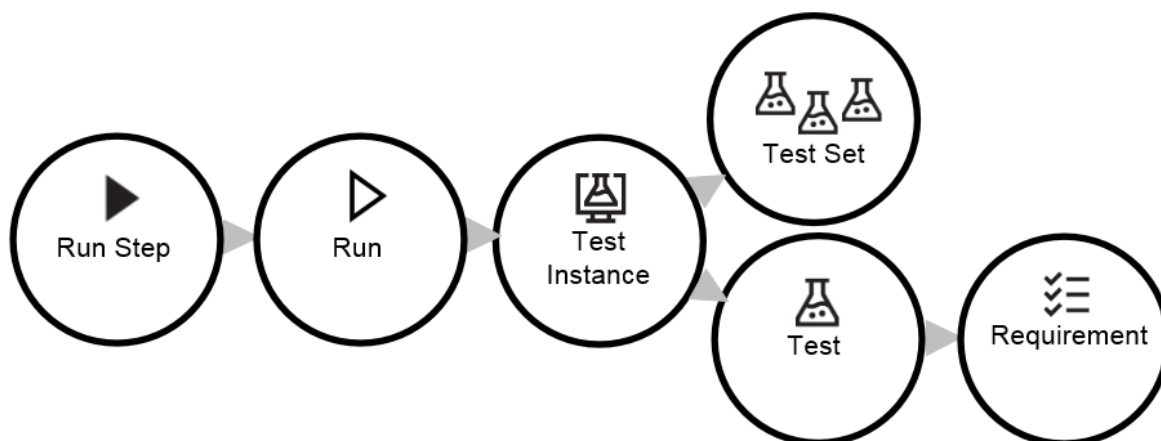 Run Step
Run
Test
Instance
Test Set
Test
Requirement